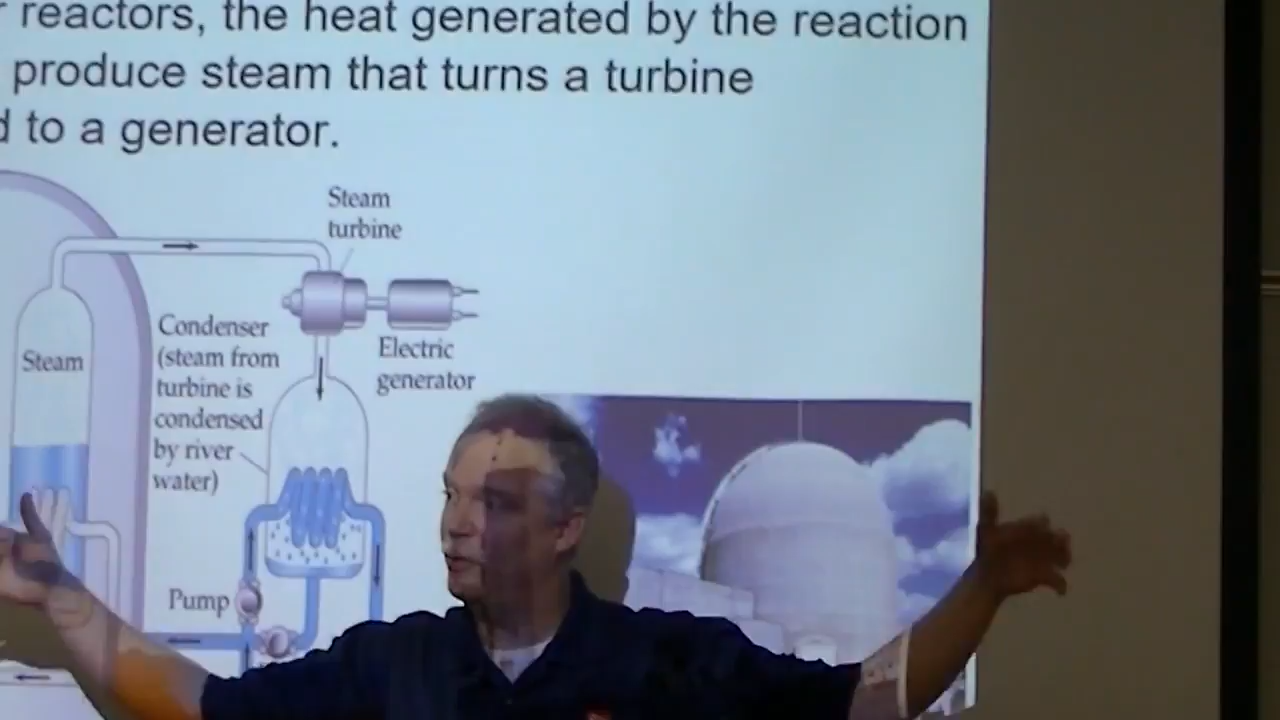 reactors, the heat generated by the reaction
produce steam that turns a turbine
to a generator.
Steam
turbine
Condenser
(steam from
turbine is
condensed
by river
water)
Electric
generator
Steam
Pump